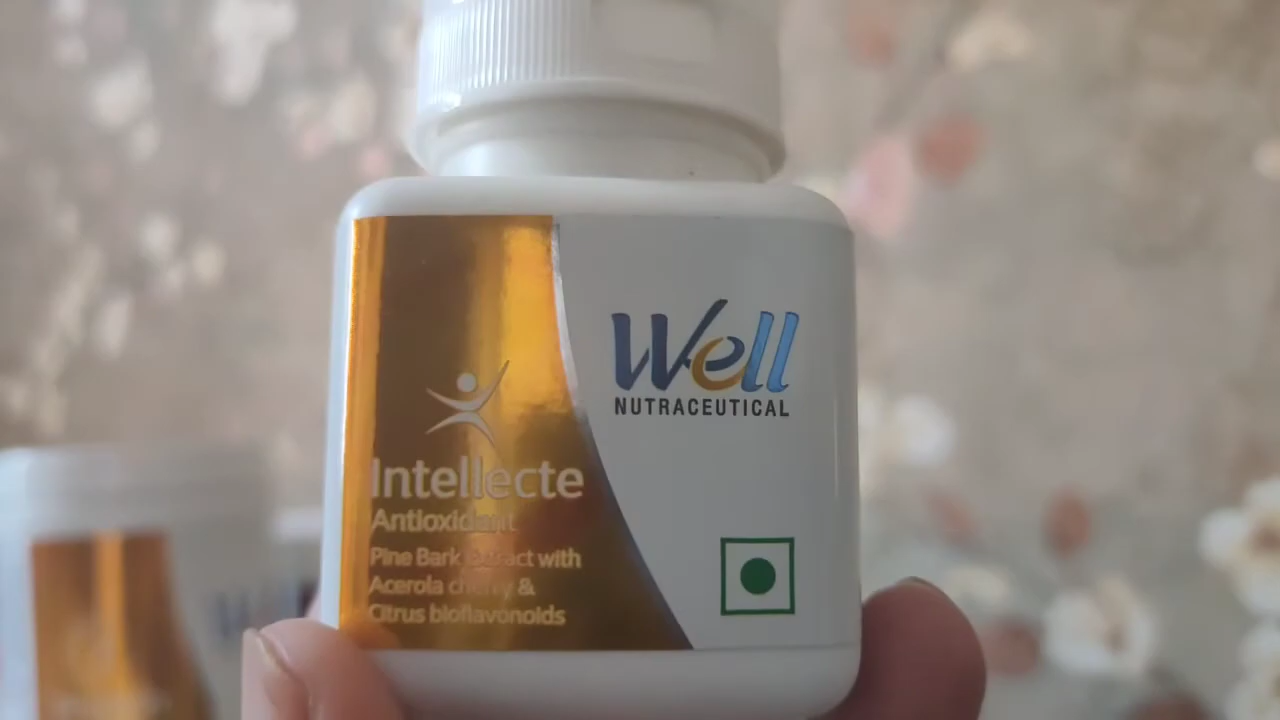 Well
NUTRACEUTICAL
Intellecte
Antioxidant
Pine Bark Extract with
Acerola cherry &
Citrus bioflavonoids